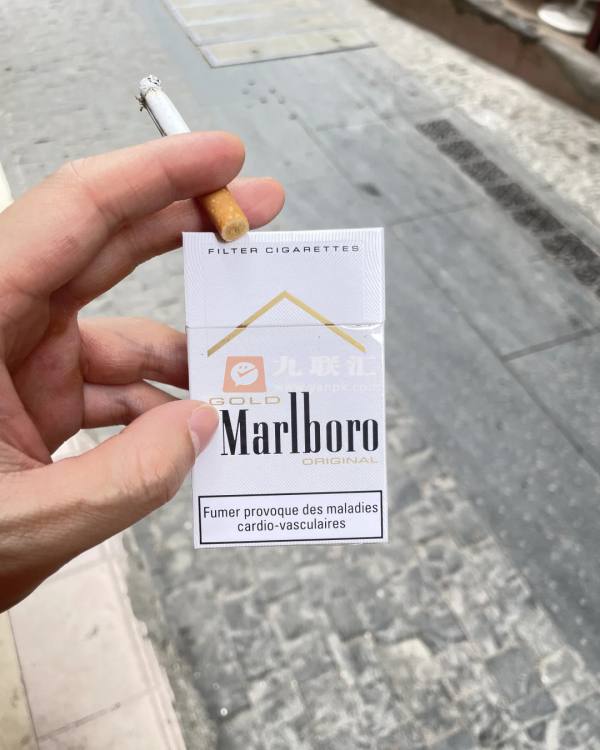 FILTER CIGARETTES
九联汇
GOLD
Marlboro
ORIGINAL
Fumer provoque des maladies
cardio-vasculaires